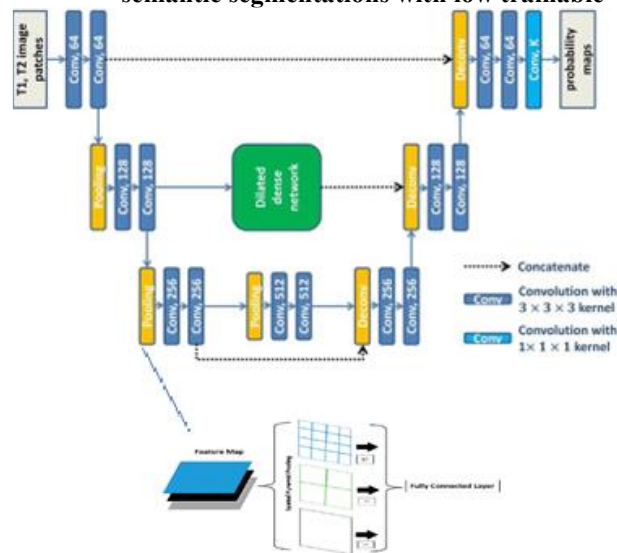 semantic segmentations with low trainable
T1, T2 image
patches
Conv, 64
Conv, 64
Deconv
Conv, 64
Conv, 64
Conv, K
probability
maps
Pooling
Conv, 128
Conv, 128
Dilated
dense
network
Deconv
Conv, 128
Conv, 128
Pooling
Conv, 256
Conv, 256
Pooling
Conv, 512
Conv, 512
Deconv
Conv, 256
Conv, 256
Concatenate
Conv
Convolution with
3 × 3 × 3 kernel
Conv
Convolution with
1× 1 × 1 kernel
Feature Map
Spatial Pyramid Pooling
Fully Connected Layer